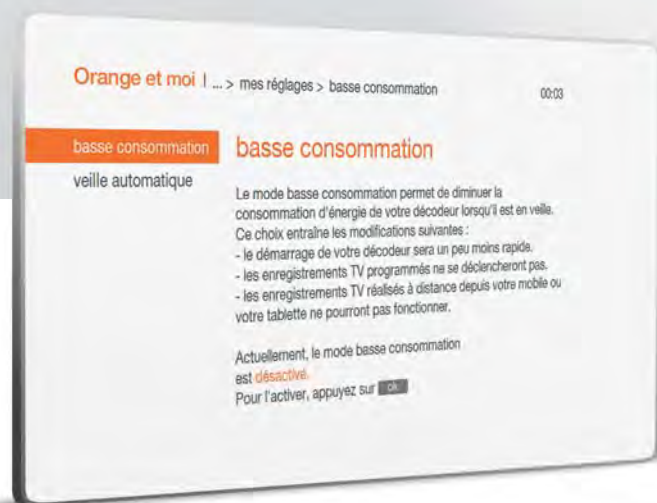 Orange et moi | ... > mes réglages > basse consommation 00:03
basse consommation
veille automatique
basse consommation
Le mode basse consommation permet de diminuer la
consommation d'énergie de votre décodeur lorsqu'il est en veille.
Ce choix entraîne les modifications suivantes :
- le démarrage de votre décodeur sera un peu moins rapide.
- les enregistrements TV programmés ne se déclencheront pas.
- les enregistrements TV réalisés à distance depuis votre mobile ou
votre tablette ne pourront pas fonctionner.
Actuellement, le mode basse consommation
est désactivé.
Pour l'activer, appuyez sur ok